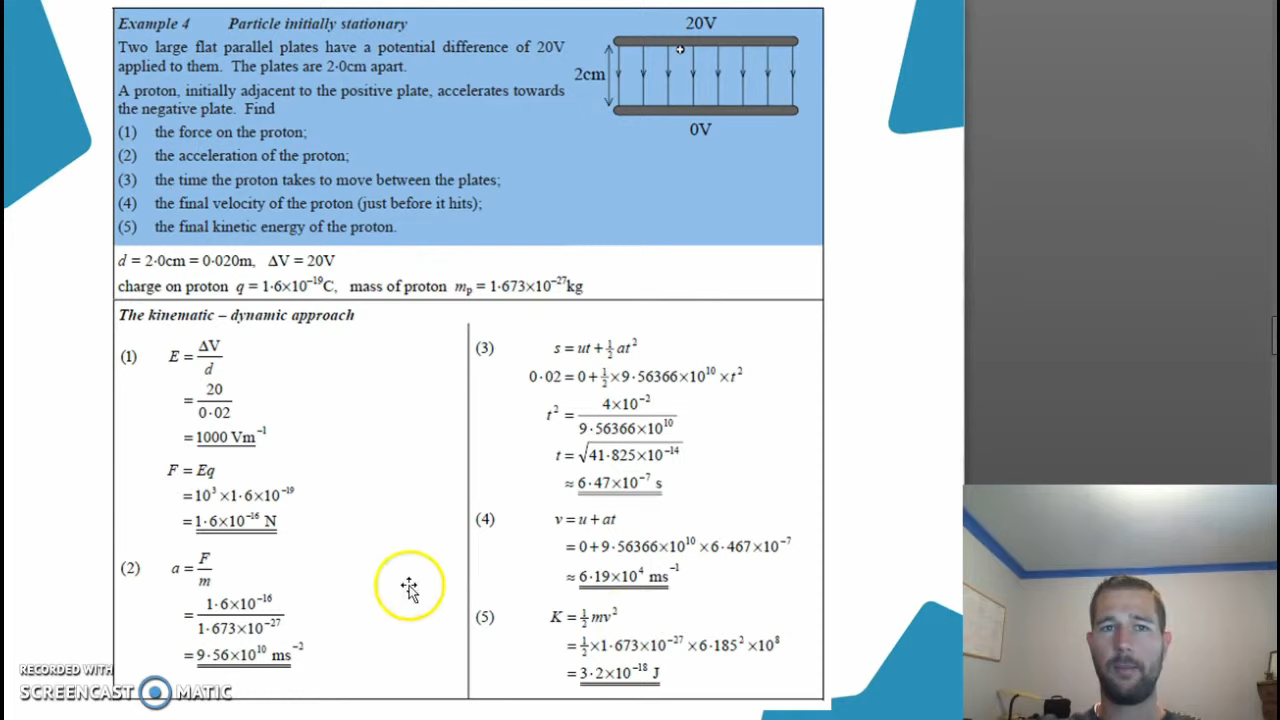 Example 4 Particle initially stationary
Two large flat parallel plates have a potential difference of 20V
applied to them. The plates are 2·0cm apart.
A proton, initially adjacent to the positive plate, accelerates towards
the negative plate. Find
(1) the force on the proton;
(2) the acceleration of the proton;
(3) the time the proton takes to move between the plates;
(4) the final velocity of the proton (just before it hits);
(5) the final kinetic energy of the proton.
20V
2cm
0V
d = 2·0cm = 0·020m, ΔV = 20V
charge on proton q = 1·6×10⁻¹⁹C, mass of proton mₚ = 1·673×10⁻²⁷kg
The kinematic – dynamic approach
(1) E = ΔV/d
= 20/0·02
= 1000 Vm⁻¹
F = Eq
= 10³ ×1·6×10⁻¹⁹
= 1·6×10⁻¹⁶ N
(2) a = F/m
= 1·6×10⁻¹⁶/1·673×10⁻²⁷
= 9·56×10¹⁰ ms⁻²
(3) s = ut + ½ at²
0·02 = 0 + ½×9·56366×10¹⁰ ×t²
t² = 4×10⁻²/9·56366×10¹⁰
t = √41·825×10⁻¹⁴
≈ 6·47×10⁻⁷ s
(4) v = u + at
= 0+9·56366×10¹⁰ ×6·467×10⁻⁷
≈ 6·19×10⁴ ms⁻¹
(5) K = ½mv²
= ½×1·673×10⁻²⁷ ×6·185² ×10⁸
= 3·2×10⁻¹⁸ J
RECORDED WITH
SCREENCAST MATIC